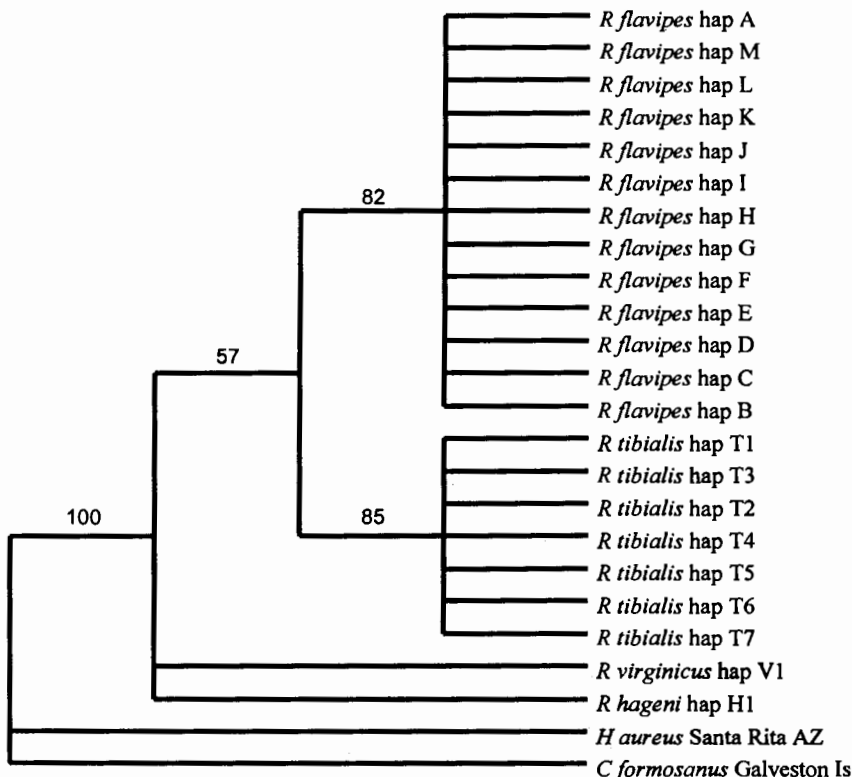 R flavipes hap A
R flavipes hap M
R flavipes hap L
R flavipes hap K
R flavipes hap J
R flavipes hap I
82
R flavipes hap H
R flavipes hap G
R flavipes hap F
R flavipes hap E
57
R flavipes hap D
R flavipes hap C
R flavipes hap B
R tibialis hap T1
R tibialis hap T3
R tibialis hap T2
100
85
R tibialis hap T4
R tibialis hap T5
R tibialis hap T6
R tibialis hap T7
R virginicus hap V1
R hageni hap H1
H aureus Santa Rita AZ
C formosanus Galveston Is